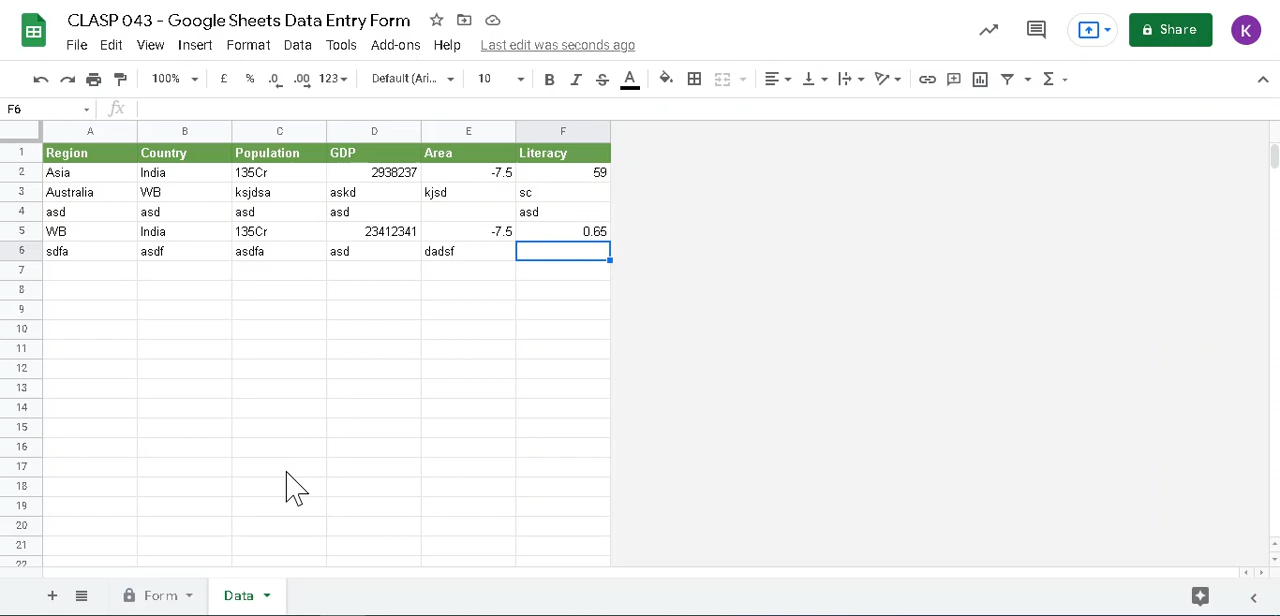 CLASP 043 - Google Sheets Data Entry Form
Share
K
File Edit View Insert Format Data Tools Add-ons Help Last edit was seconds ago
100% £ % .0 .00 123 Default (Ari... 10 B I S A
F6 fx
A B C D E F
1 Region Country Population GDP Area Literacy
2 Asia India 135Cr 2938237 -7.5 59
3 Australia WB ksjdsa askd kjsd sc
4 asd asd asd asd asd
5 WB India 135Cr 23412341 -7.5 0.65
6 sdfa asdf asdfa asd dadsf
7
8
9
10
11
12
13
14
15
16
17
18
19
20
21
22
+ Form Data